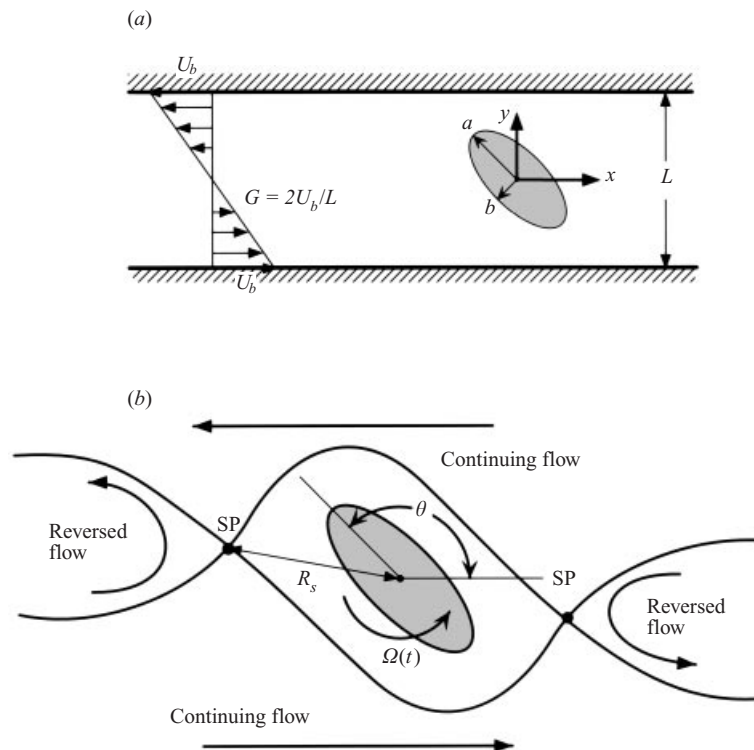 (a)
U_b
G = 2U_b/L
a
y
x
b
L
U_b
(b)
Continuing flow
Reversed
flow
SP
θ
SP
R_s
Reversed
flow
Ω(t)
Continuing flow